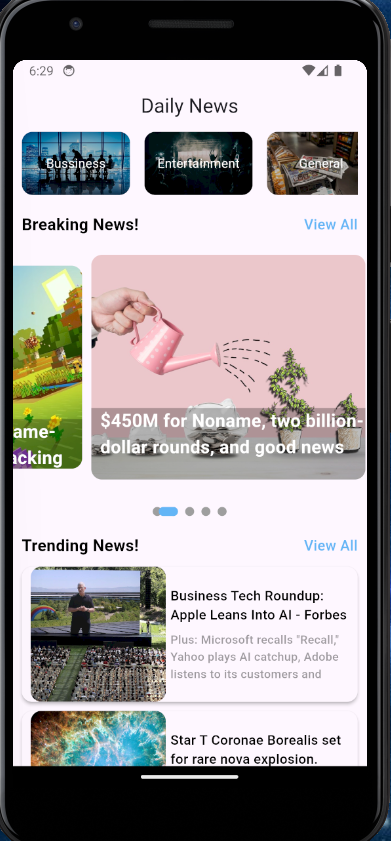 6:29
Daily News
Bussiness
Entertainment
General
Breaking News!
View All
ame-
acking
$450M for Noname, two billion-
dollar rounds, and good news
Trending News!
View All
Business Tech Roundup:
Apple Leans Into AI - Forbes
Plus: Microsoft recalls "Recall,"
Yahoo plays AI catchup, Adobe
listens to its customers and
Star T Coronae Borealis set
for rare nova explosion.